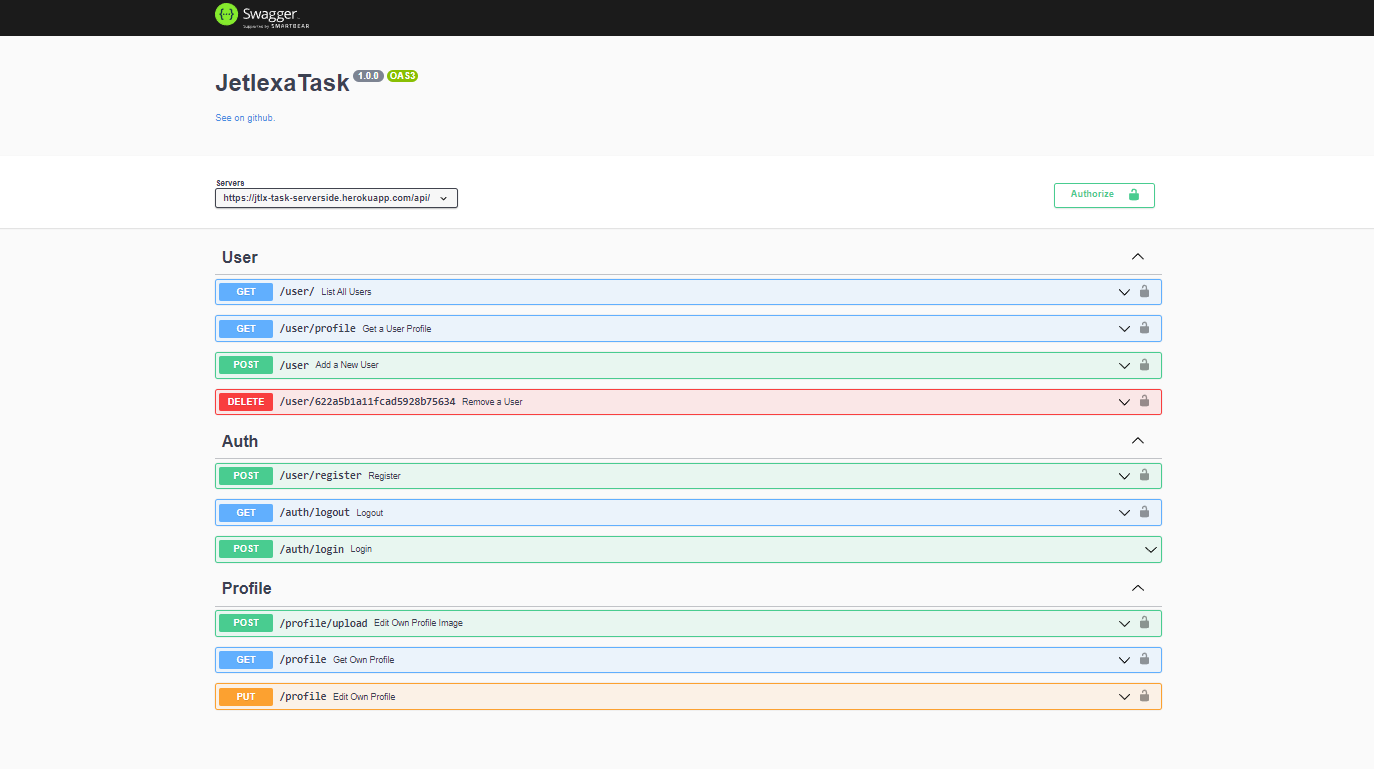 {···} Swagger.
Supported by SMARTBEAR
JetlexaTask 1.0.0 OAS3
See on github.
Servers
https://jtlx-task-serverside.herokuapp.com/api/
Authorize
User
GET /user/ List All Users
GET /user/profile Get a User Profile
POST /user Add a New User
DELETE /user/622a5b1a11fcad5928b75634 Remove a User
Auth
POST /user/register Register
GET /auth/logout Logout
POST /auth/login Login
Profile
POST /profile/upload Edit Own Profile Image
GET /profile Get Own Profile
PUT /profile Edit Own Profile